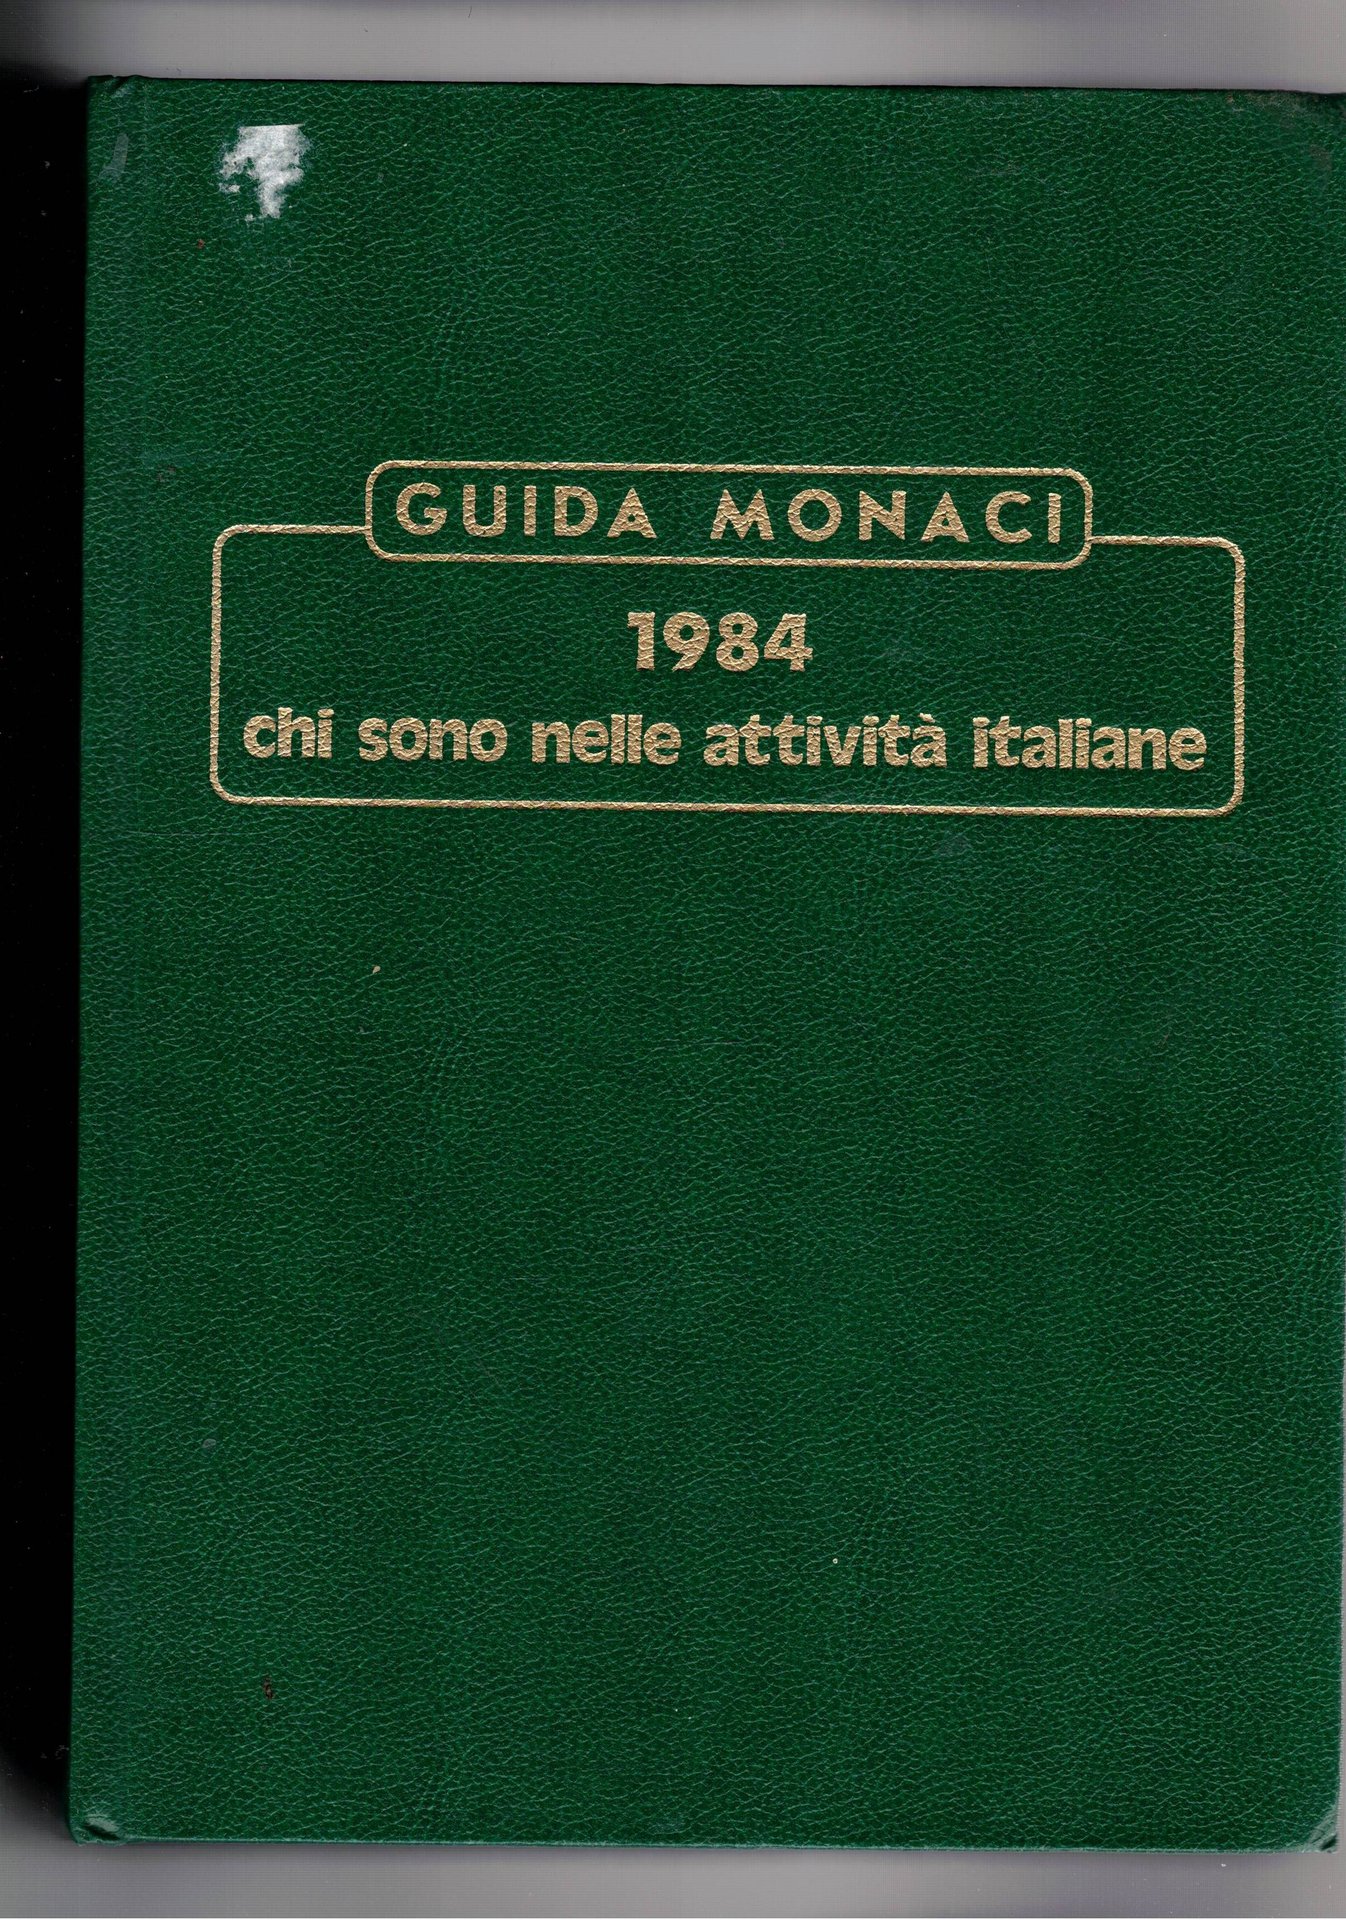 GUIDA MONACI
1984
chi sono nelle attività italiane